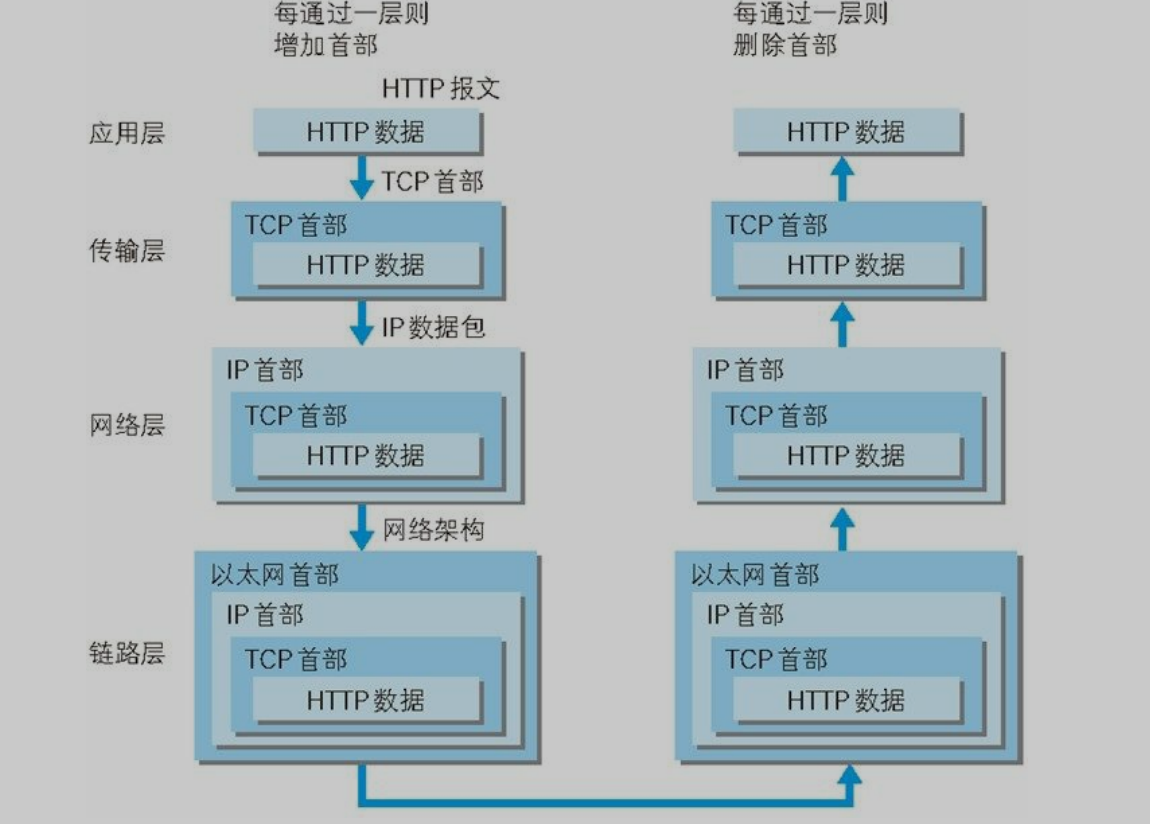 每通过一层则
增加首部
每通过一层则
删除首部
HTTP 报文
应用层
HTTP 数据
HTTP 数据
TCP 首部
TCP 首部
TCP 首部
传输层
HTTP 数据
HTTP 数据
IP 数据包
IP 首部
IP 首部
TCP 首部
TCP 首部
网络层
HTTP 数据
HTTP 数据
网络架构
以太网首部
以太网首部
IP 首部
IP 首部
链路层
TCP 首部
TCP 首部
HTTP 数据
HTTP 数据